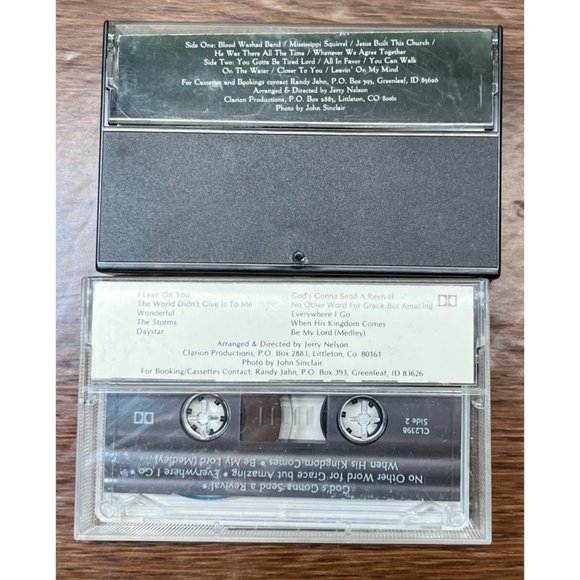 Side One: Blood Washed Band / Mississippi Squirrel / Jesus Built This Church /
He Was There All The Time / Whenever We Agree Together
Side Two: You Gotta Be Tired Lord / All In Favor / You Can Walk
On The Water / Closer To You / Leavin' On My Mind
For Cassettes and Bookings contact Randy Jahn, P.O. Box 393, Greenleaf, ID 83626
Arranged & Directed by Jerry Nelson
Clarion Productions, P.O. Box 2883, Littleton, CO 80161
Photo by John Sinclair
I Lean On You
The World Didn't Give It To Me
Wonderful
The Storms
Daystar
God's Gonna Send A Revival
No Other Word For Grace But Amazing
Everywhere I Go
When His Kingdom Comes
Be My Lord (Medley)
Arranged & Directed by Jerry Nelson
Clarion Productions, P.O. Box 2883, Littleton, Co. 80161
Photo by John Sinclair
For Booking/Cassettes Contact: Randy Jahn, P.O. Box 393, Greenleaf, ID 83626
CL2398
Side 2
God's Gonna Send a Revival •
No Other Word for Grace but Amazing • Everywhere I Go •
When His Kingdom Comes • Be My Lord (Medley)